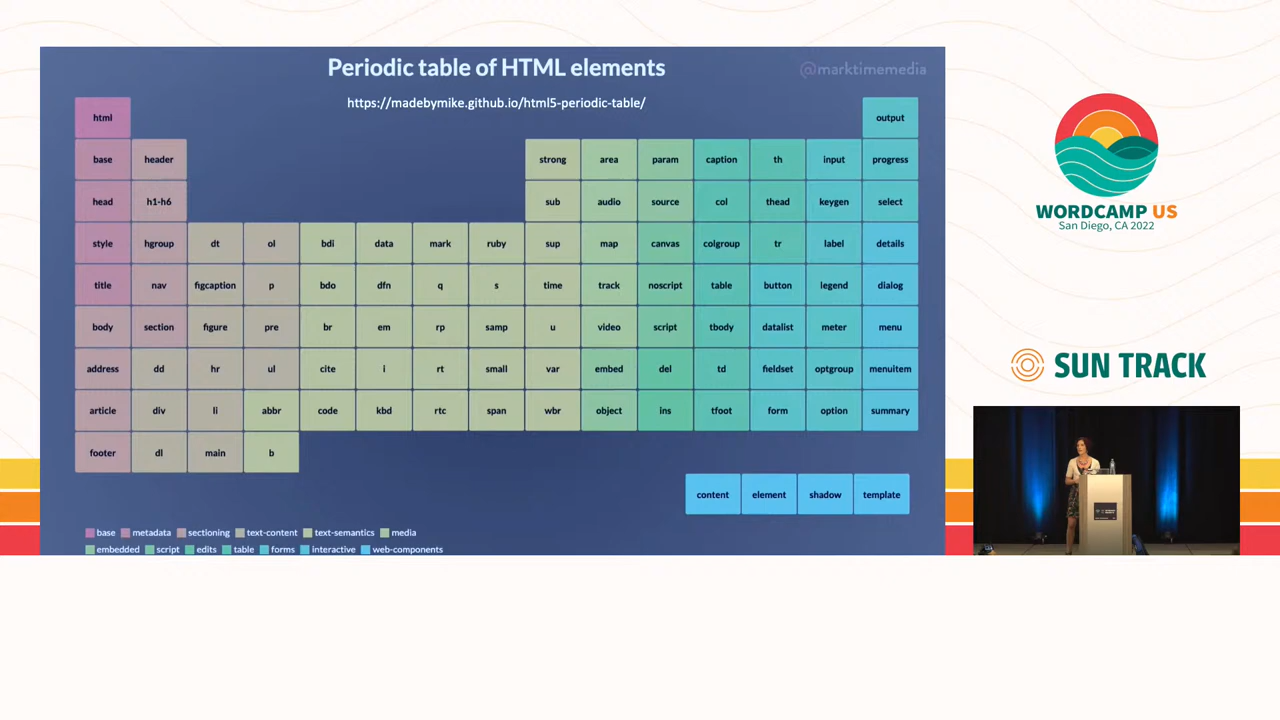 Periodic table of HTML elements
@marktimemedia
https://madebymike.github.io/html5-periodic-table/
html output
base header strong area param caption th input progress
head h1-h6 sub audio source col thead keygen select
style hgroup dt ol bdi data mark ruby sup map canvas colgroup tr label details
title nav figcaption p bdo dfn q s time track noscript table button legend dialog
body section figure pre br em rp samp u video script tbody datalist meter menu
address dd hr ul cite i rt small var embed del td fieldset optgroup menuitem
article div li abbr code kbd rtc span wbr object ins tfoot form option summary
footer dl main b
content element shadow template
base metadata sectioning text-content text-semantics media
embedded script edits table forms interactive web-components
WORDCAMP US
San Diego, CA 2022
SUN TRACK